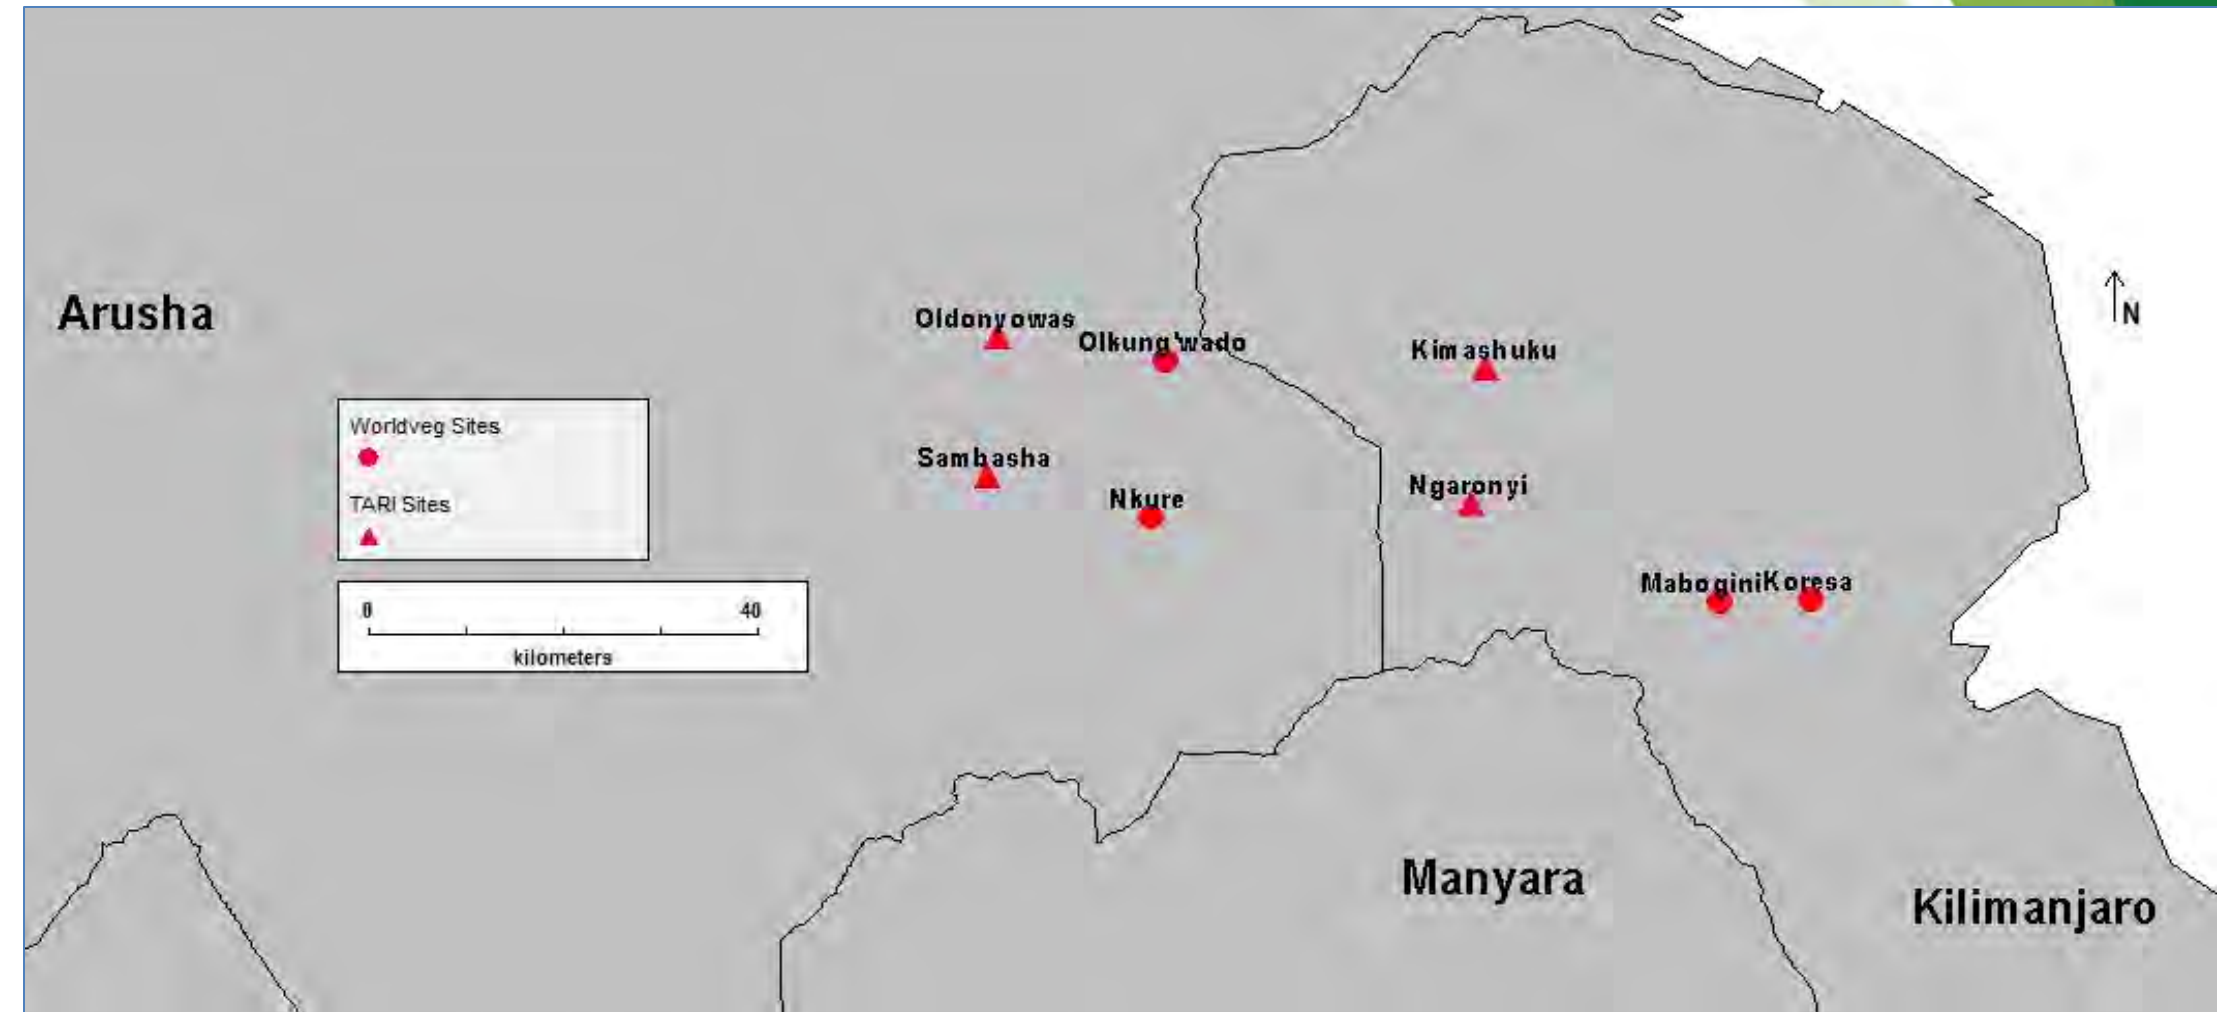 Arusha
Oldonyowas
Olkung'wado
Kimashuku
N
Worldveg Sites
TARI Sites
Sambasha
Nkure
Ngaronyi
Mabogini
Koresa
0
40
kilometers
Manyara
Kilimanjaro